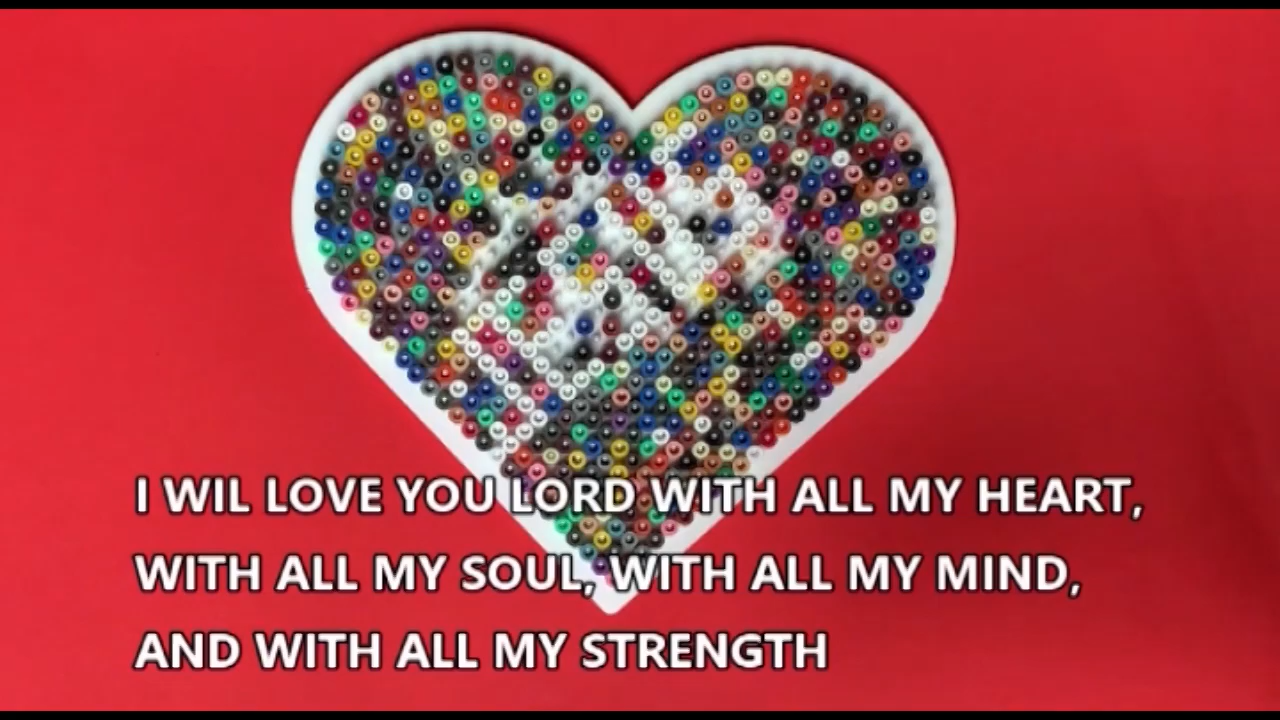 I WIL LOVE YOU LORD WITH ALL MY HEART,
WITH ALL MY SOUL, WITH ALL MY MIND,
AND WITH ALL MY STRENGTH